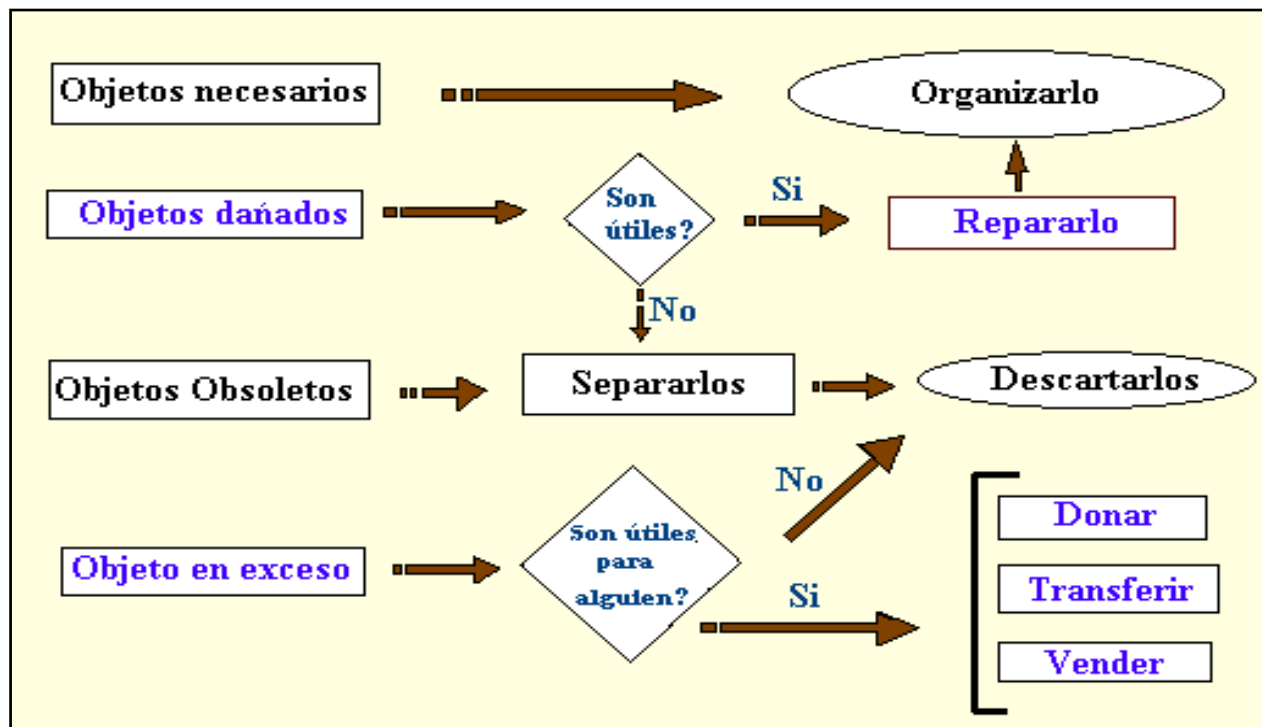 Objetos necesarios
Organizarlo
Objetos dańados
Son
útiles?
Si
Repararlo
No
Objetos Obsoletos
Separarlos
Descartarlos
No
Objeto en exceso
Son útiles
para
alguien?
Si
Donar
Transferir
Vender